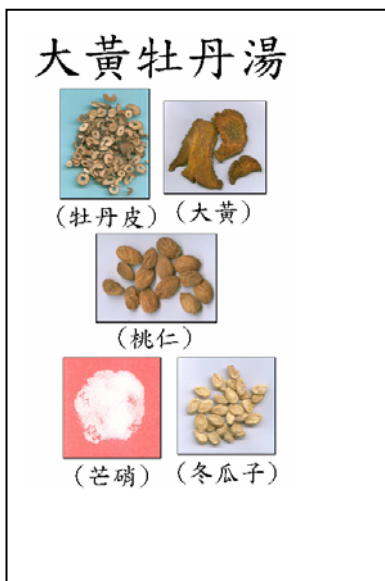 大黃牡丹湯
（牡丹皮） （大黃）
（桃仁）
（芒硝） （冬瓜子）